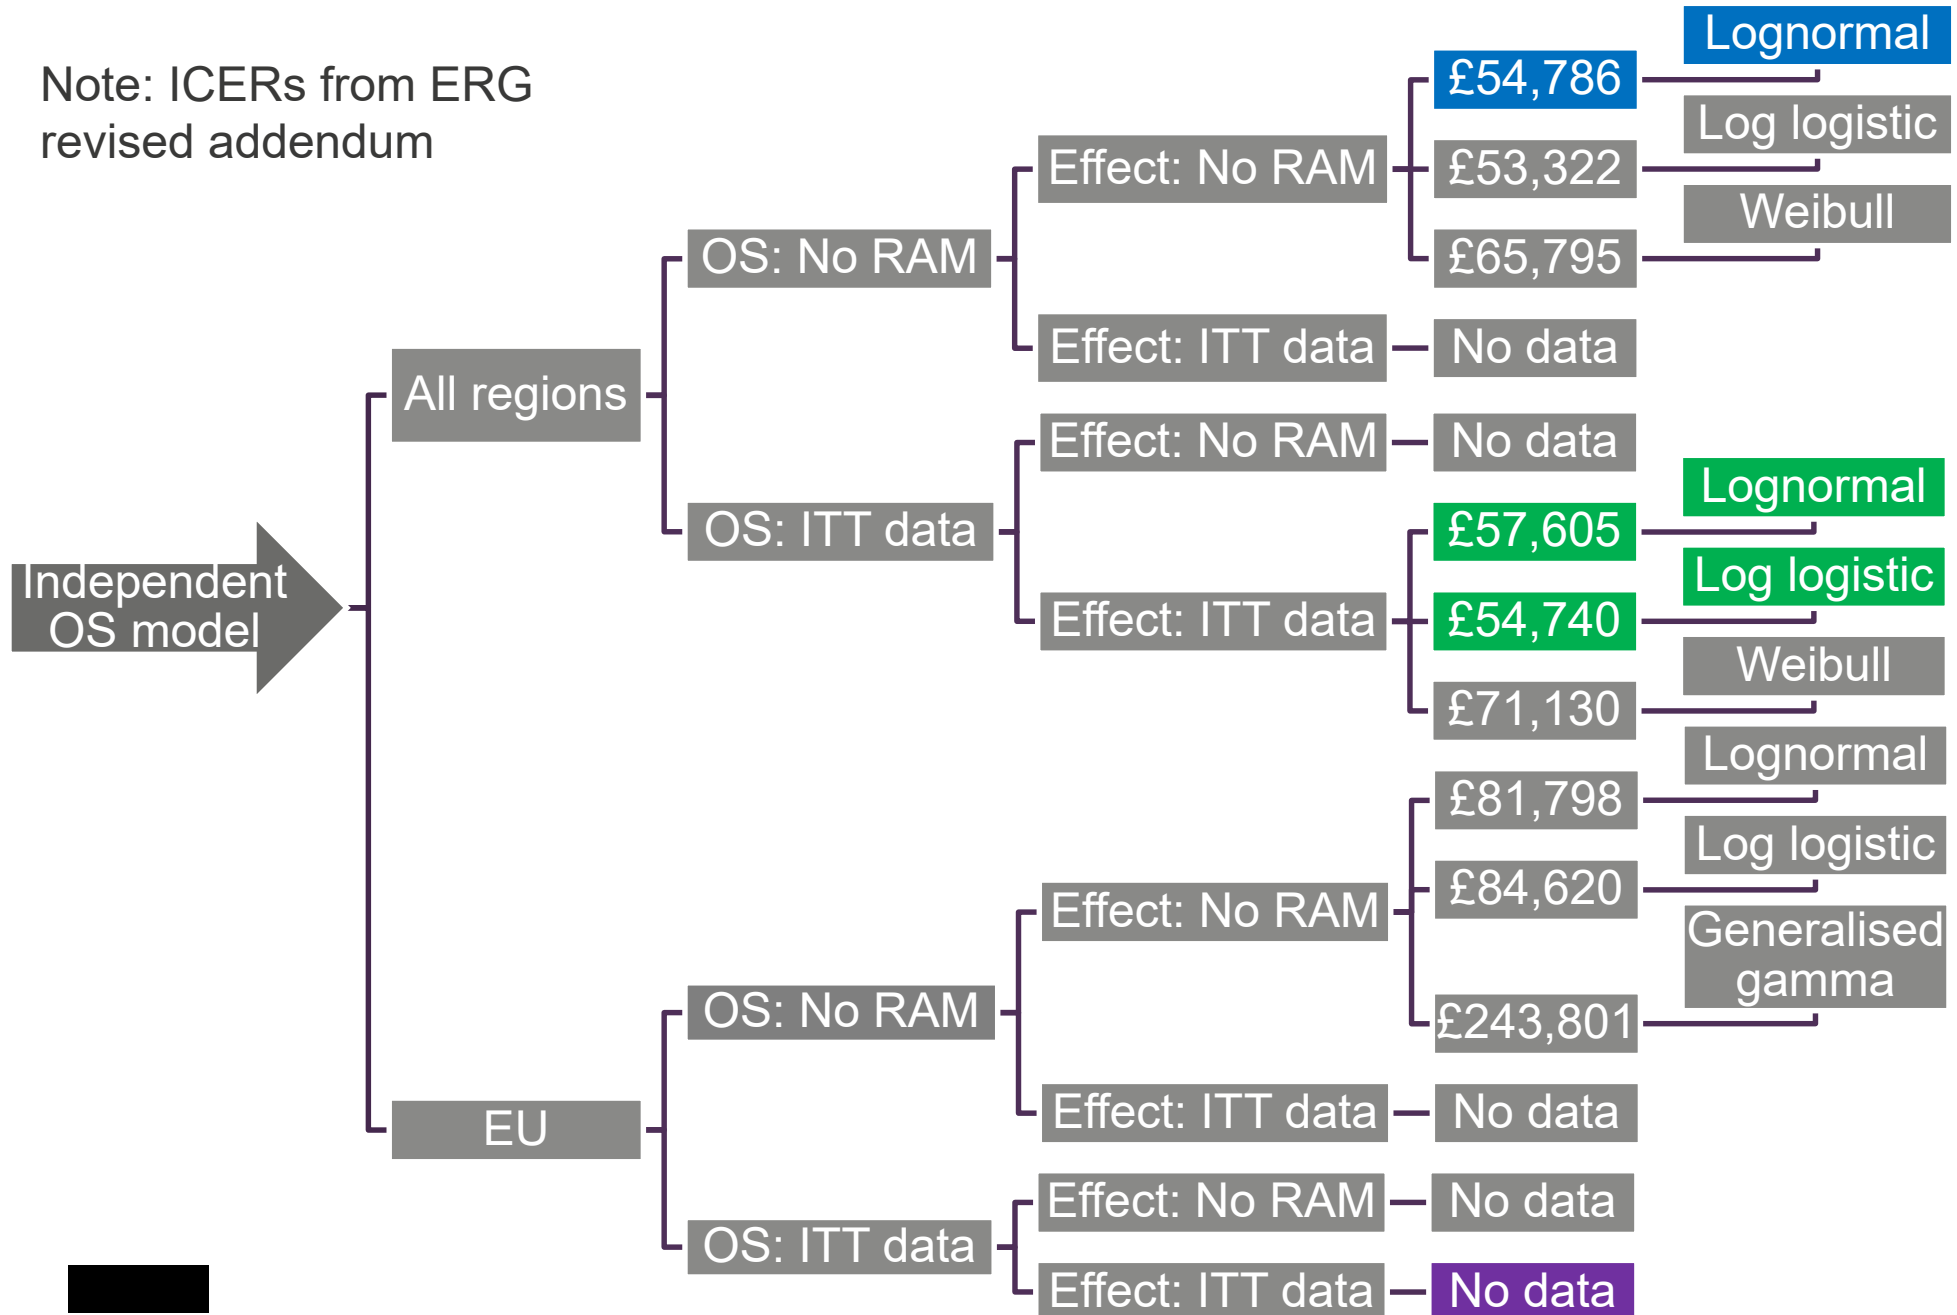 Note: ICERs from ERG
revised addendum
Independent
OS model
All regions
EU
OS: No RAM
OS: ITT data
OS: No RAM
OS: ITT data
Effect: No RAM
Effect: ITT data
Effect: No RAM
Effect: ITT data
Effect: No RAM
Effect: ITT data
Effect: No RAM
Effect: ITT data
£54,786
£53,322
£65,795
No data
No data
£57,605
£54,740
£71,130
£81,798
£84,620
£243,801
No data
No data
No data
Lognormal
Log logistic
Weibull
Lognormal
Log logistic
Weibull
Lognormal
Log logistic
Generalised
gamma